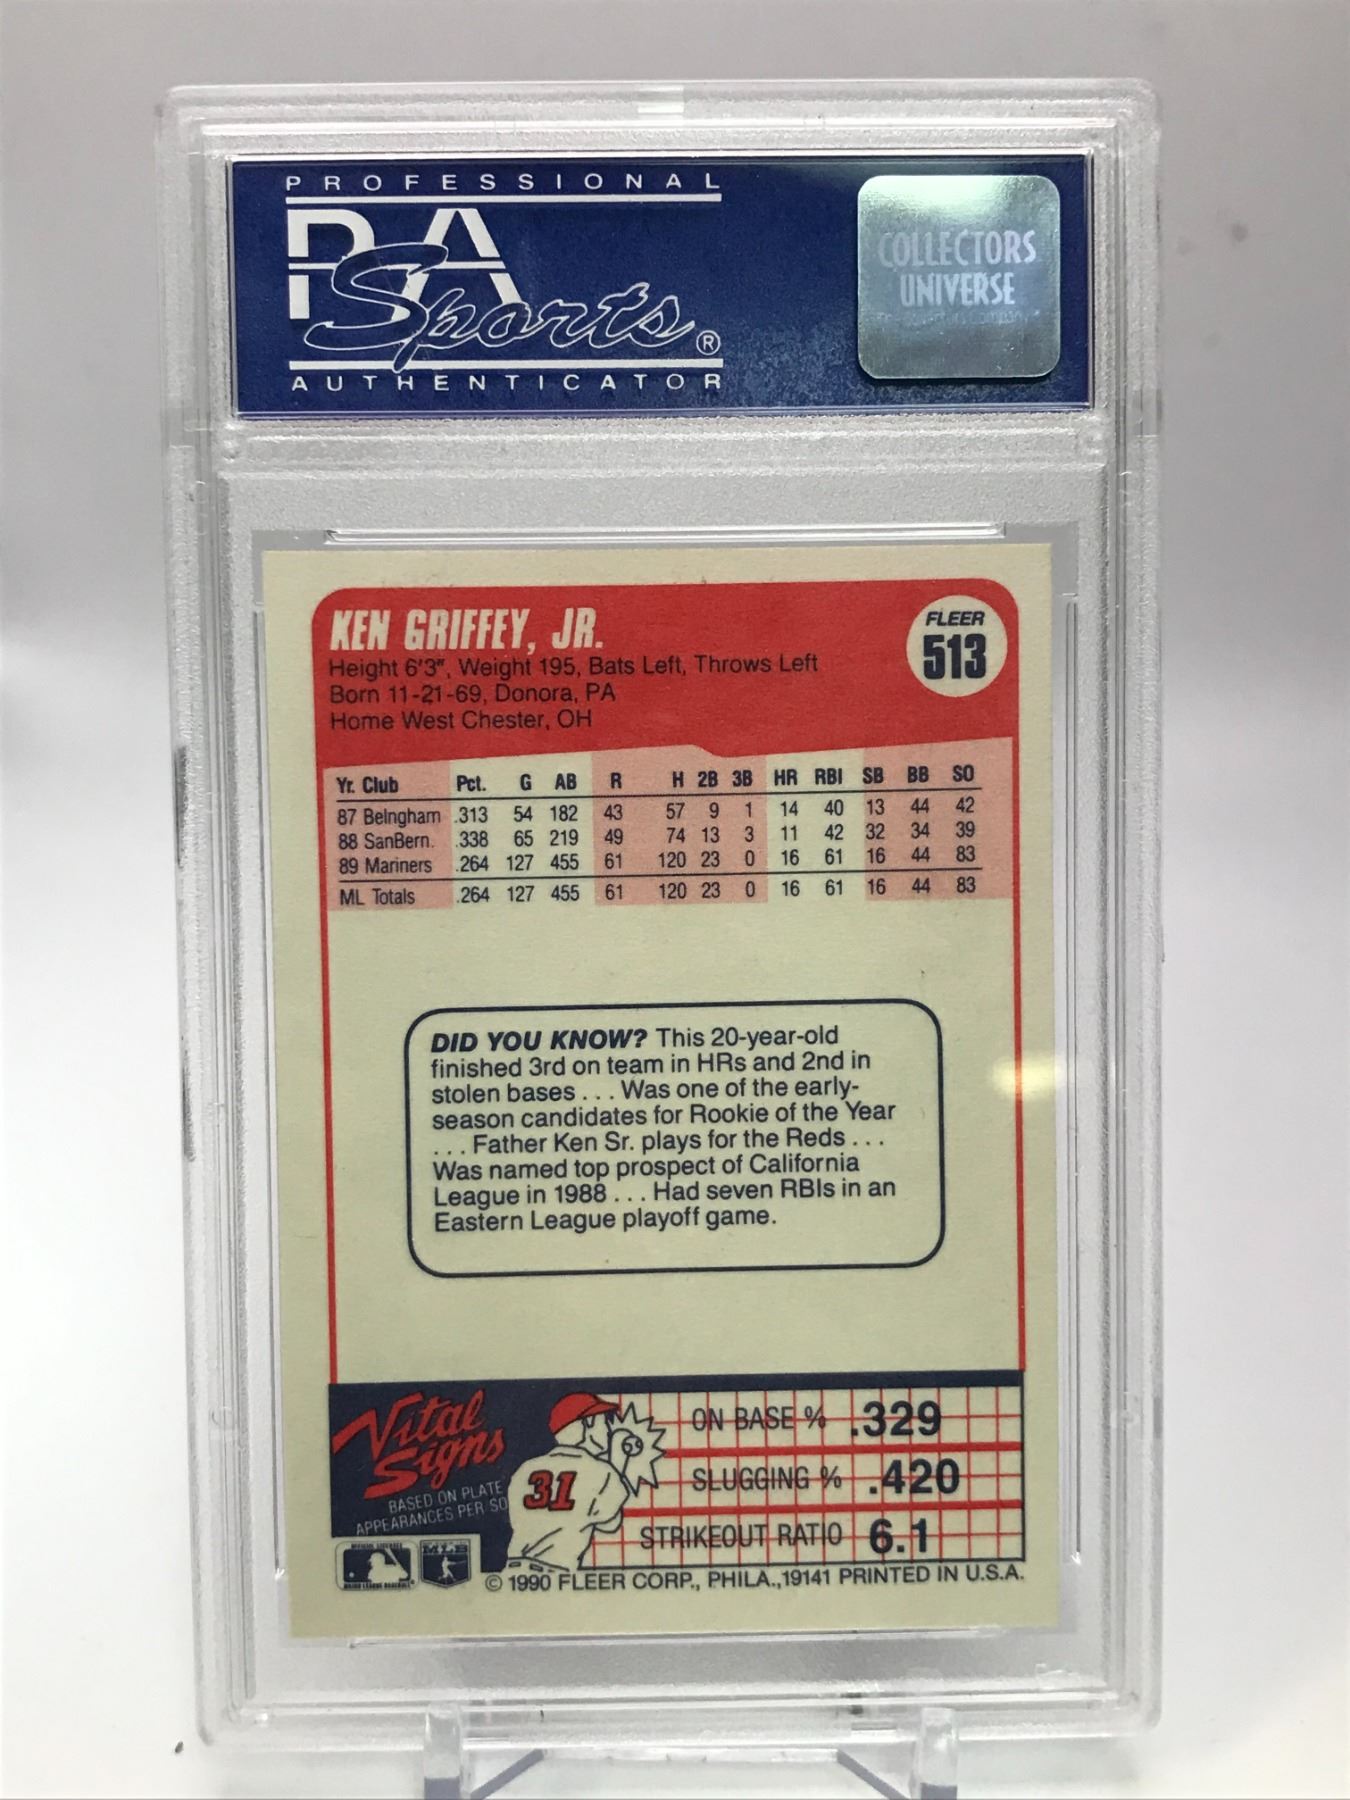 PROFESSIONAL
PSA
Sports®
AUTHENTICATOR
COLLECTORS
UNIVERSE
KEN GRIFFEY, JR.
Height 6'3", Weight 195, Bats Left, Throws Left
Born 11-21-69, Donora, PA
Home West Chester, OH
FLEER
513
Yr. Club Pct. G AB R H 2B 3B HR RBI SB BB SO
87 Belngham .313 54 182 43 57 9 1 14 40 13 44 42
88 SanBern. .338 65 219 49 74 13 3 11 42 32 34 39
89 Mariners .264 127 455 61 120 23 0 16 61 16 44 83
ML Totals .264 127 455 61 120 23 0 16 61 16 44 83
DID YOU KNOW? This 20-year-old
finished 3rd on team in HRs and 2nd in
stolen bases . . . Was one of the early-
season candidates for Rookie of the Year
. . . Father Ken Sr. plays for the Reds . . .
Was named top prospect of California
League in 1988 . . . Had seven RBIs in an
Eastern League playoff game.
Vital
Signs
BASED ON PLATE
APPEARANCES PER SO
31
ON BASE % .329
SLUGGING % .420
STRIKEOUT RATIO 6.1
MLB
© 1990 FLEER CORP., PHILA., 19141 PRINTED IN U.S.A.